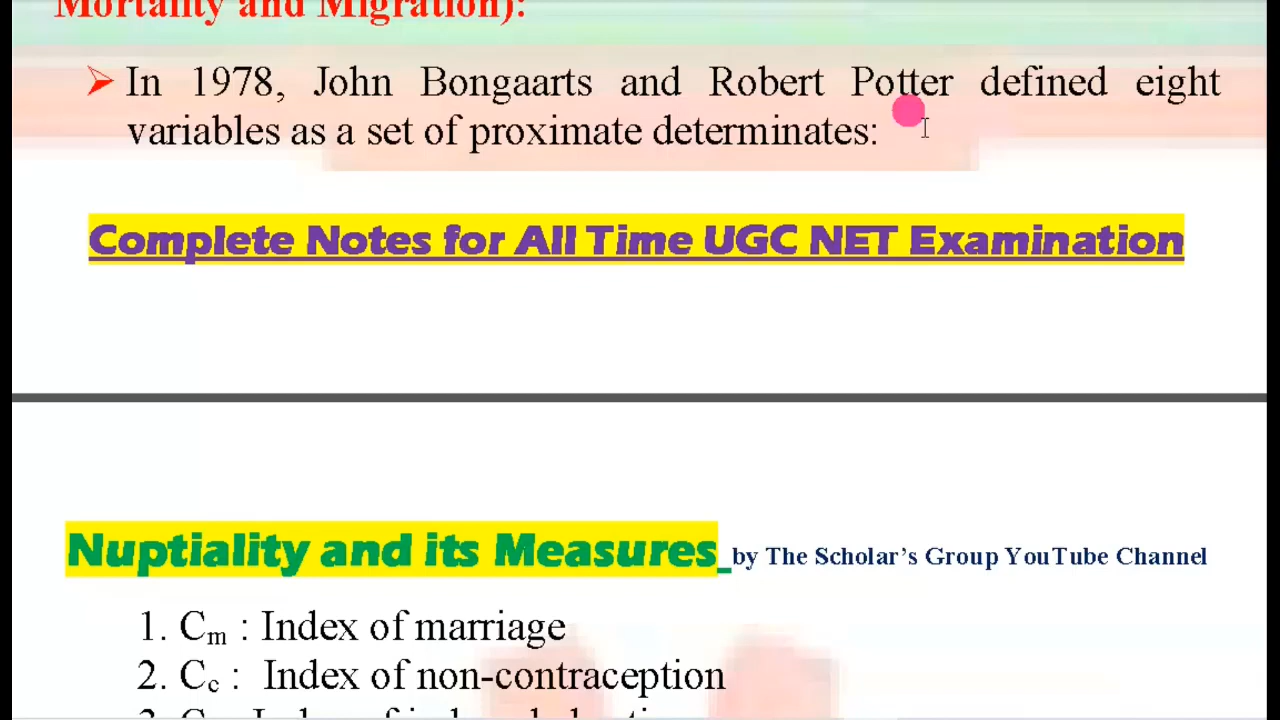 Mortality and Migration):
➢ In 1978, John Bongaarts and Robert Potter defined eight
variables as a set of proximate determinates:
Complete Notes for All Time UGC NET Examination
Nuptiality and its Measures by The Scholar's Group YouTube Channel
1. Cₘ : Index of marriage
2. C꜀ : Index of non-contraception